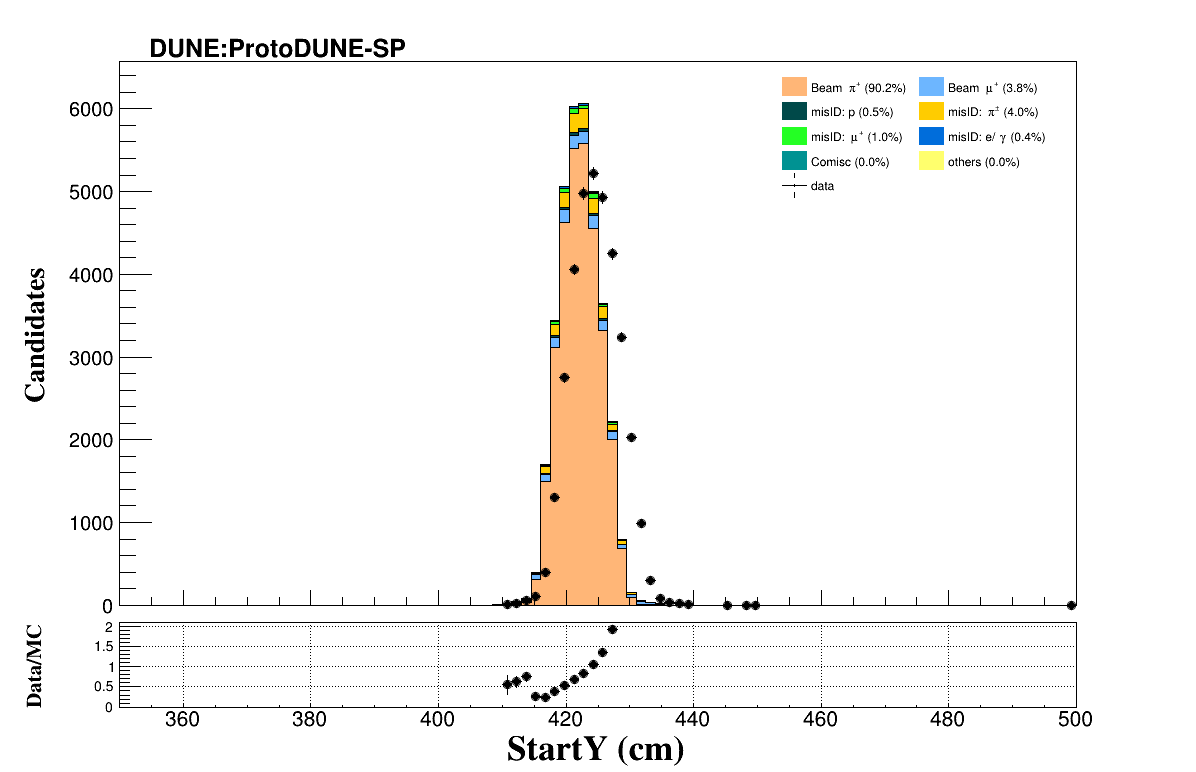 DUNE:ProtoDUNE-SP
Beam π⁺ (90.2%)
Beam μ⁺ (3.8%)
misID: p (0.5%)
misID: π± (4.0%)
misID: μ⁺ (1.0%)
misID: e/ γ (0.4%)
Comisc (0.0%)
others (0.0%)
data
Candidates
6000
5000
4000
3000
2000
1000
0
Data/MC
2
1.5
1
0.5
0
360 380 400 420 440 460 480 500
StartY (cm)